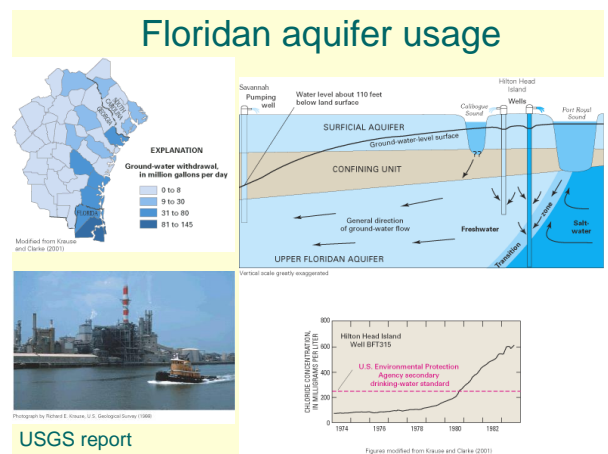 Floridan aquifer usage
SOUTH
CAROLINA
GEORGIA
FLORIDA
EXPLANATION
Ground-water withdrawal,
in million gallons per day
0 to 8
9 to 30
31 to 80
81 to 145
Modified from Krause
and Clarke (2001)
Savannah
Pumping
well
Water level about 110 feet
below land surface
Hilton Head
Island
Wells
Calibogue
Sound
Port Royal
Sound
SURFICIAL AQUIFER
Ground-water-level surface
??
CONFINING UNIT
General direction
of ground-water flow
Freshwater
Transition zone
Salt-
water
UPPER FLORIDAN AQUIFER
Vertical scale greatly exaggerated
Photograph by Richard E. Krause, U.S. Geological Survey (1988)
USGS report
CHLORIDE CONCENTRATION,
IN MILLIGRAMS PER LITER
800
600
400
200
0
Hilton Head Island
Well BFT315
U.S. Environmental Protection
Agency secondary
drinking-water standard
1974 1976 1978 1980 1982
Figures modified from Krause and Clarke (2001)